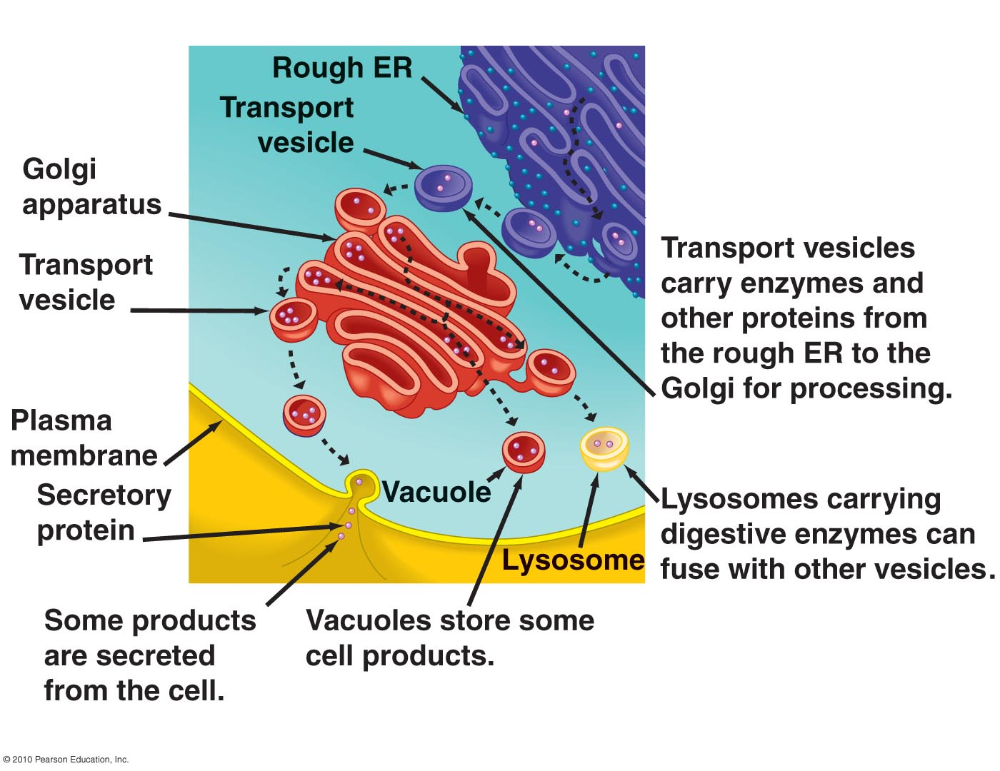 Rough ER
Transport
vesicle
Golgi
apparatus
Transport
vesicle
Transport vesicles
carry enzymes and
other proteins from
the rough ER to the
Golgi for processing.
Plasma
membrane
Secretory
protein
Vacuole
Lysosome
Lysosomes carrying
digestive enzymes can
fuse with other vesicles.
Some products
are secreted
from the cell.
Vacuoles store some
cell products.
© 2010 Pearson Education, Inc.